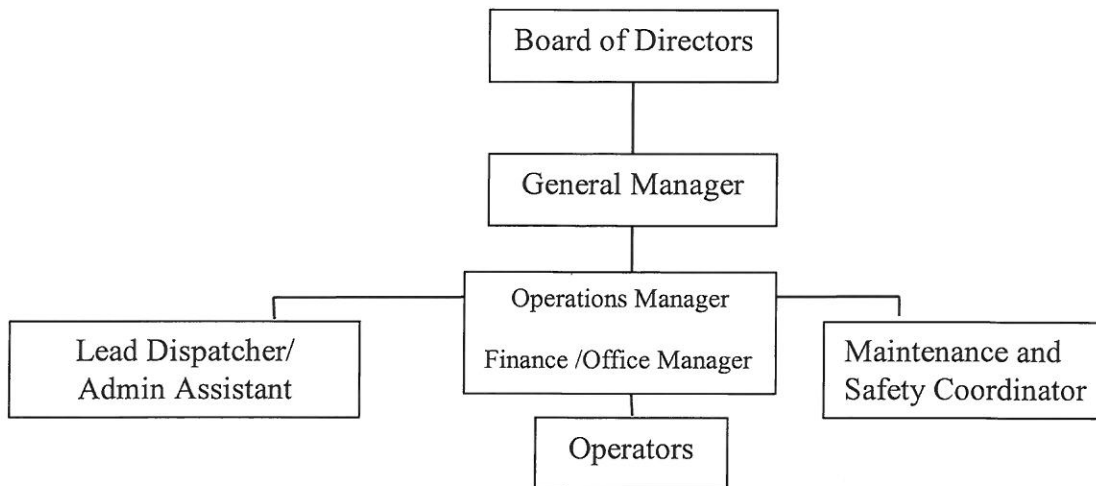 Board of Directors
General Manager
Operations Manager
Finance /Office Manager
Lead Dispatcher/
Admin Assistant
Maintenance and
Safety Coordinator
Operators